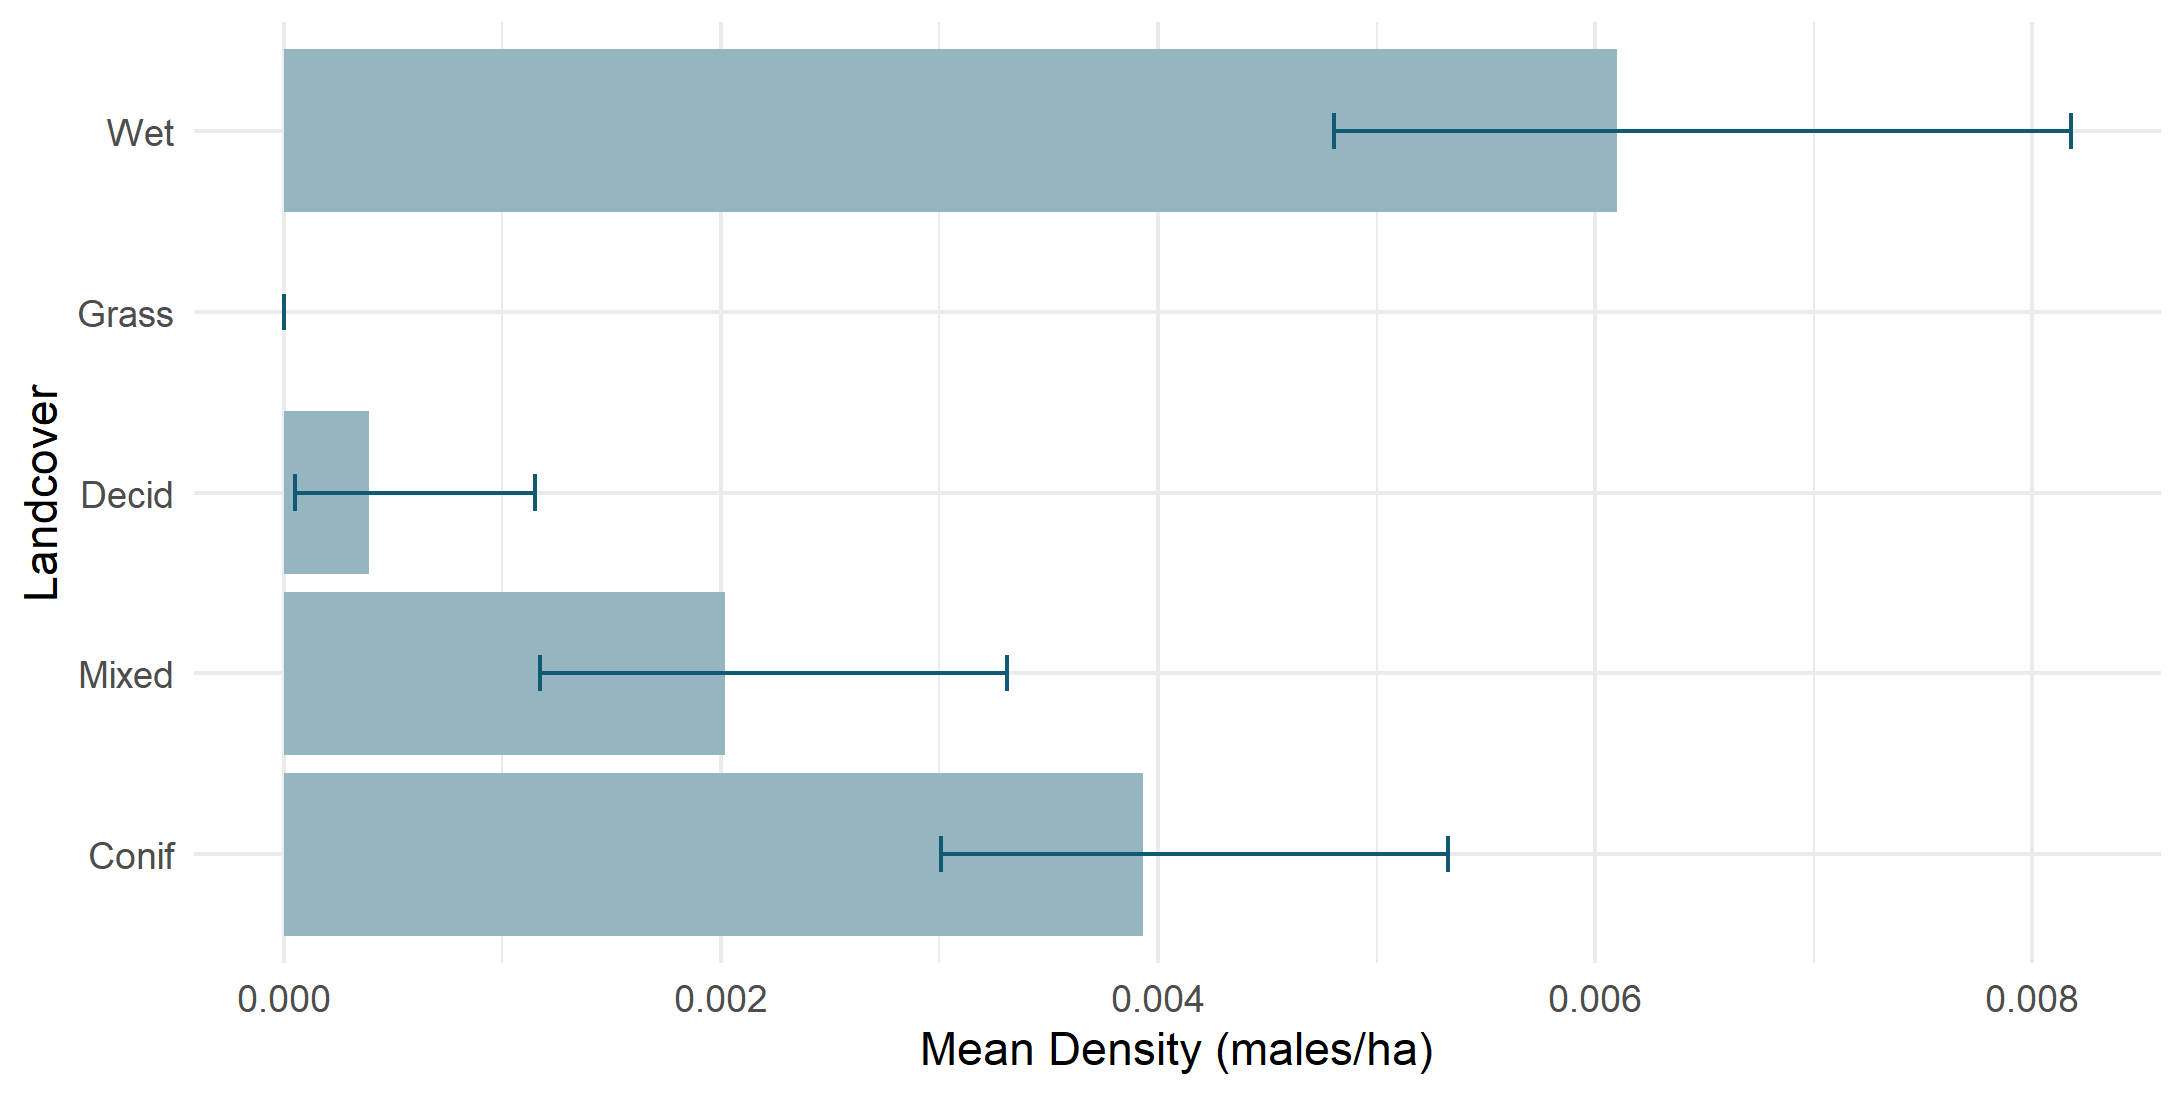 Landcover
Wet
Grass
Decid
Mixed
Conif
0.000 0.002 0.004 0.006 0.008
Mean Density (males/ha)